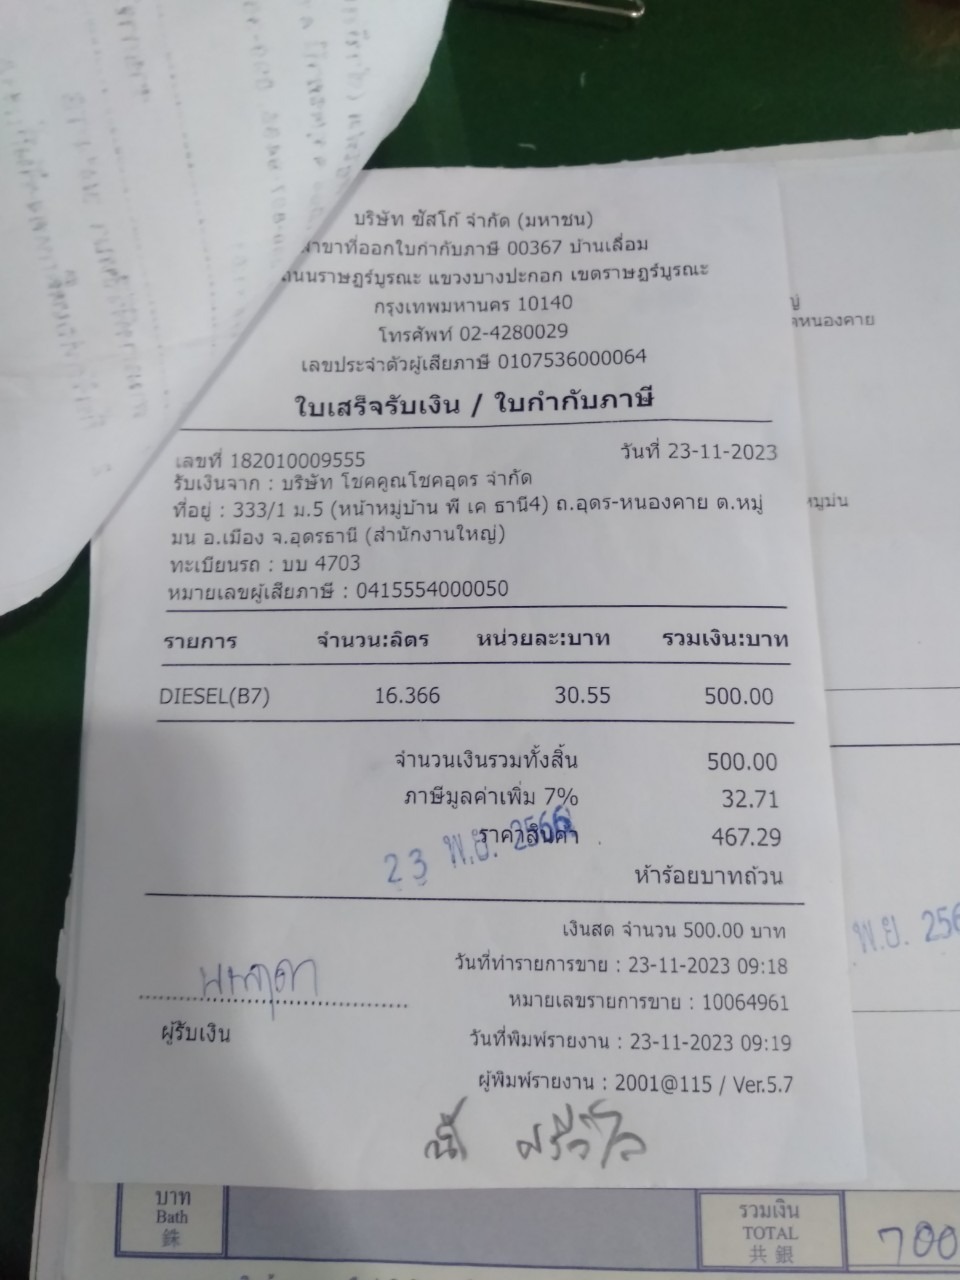 บริษัท ซัสโก้ จำกัด (มหาชน)
สาขาที่ออกใบกำกับภาษี 00367 บ้านเลื่อม
ถนนราษฎร์บูรณะ แขวงบางปะกอก เขตราษฎร์บูรณะ
กรุงเทพมหานคร 10140
โทรศัพท์ 02-4280029
เลขประจำตัวผู้เสียภาษี 0107536000064
ใบเสร็จรับเงิน / ใบกำกับภาษี
เลขที่ 182010009555 วันที่ 23-11-2023
รับเงินจาก : บริษัท โชคคูณโชคอุดร จำกัด
ที่อยู่ : 333/1 ม.5 (หน้าหมู่บ้าน พี เค ธานี4) ถ.อุดร-หนองคาย ต.หมู่
มน อ.เมือง จ.อุดรธานี (สำนักงานใหญ่)
ทะเบียนรถ : บบ 4703
หมายเลขผู้เสียภาษี : 0415554000050
รายการ จำนวน:ลิตร หน่วยละ:บาท รวมเงิน:บาท
DIESEL(B7) 16.366 30.55 500.00
จำนวนเงินรวมทั้งสิ้น 500.00
ภาษีมูลค่าเพิ่ม 7% 32.71
ราคาสินค้า 467.29
23 พ.ย. 2566
ห้าร้อยบาทถ้วน
เงินสด จำนวน 500.00 บาท
วันที่ทำรายการขาย : 23-11-2023 09:18
หมายเลขรายการขาย : 10064961
ผู้รับเงิน
วันที่พิมพ์รายงาน : 23-11-2023 09:19
ผู้พิมพ์รายงาน : 2001@115 / Ver.5.7
หนองคาย
หมูม่น
พ.ย. 256
บาท
Bath
銖
รวมเงิน
TOTAL
共 銀
700